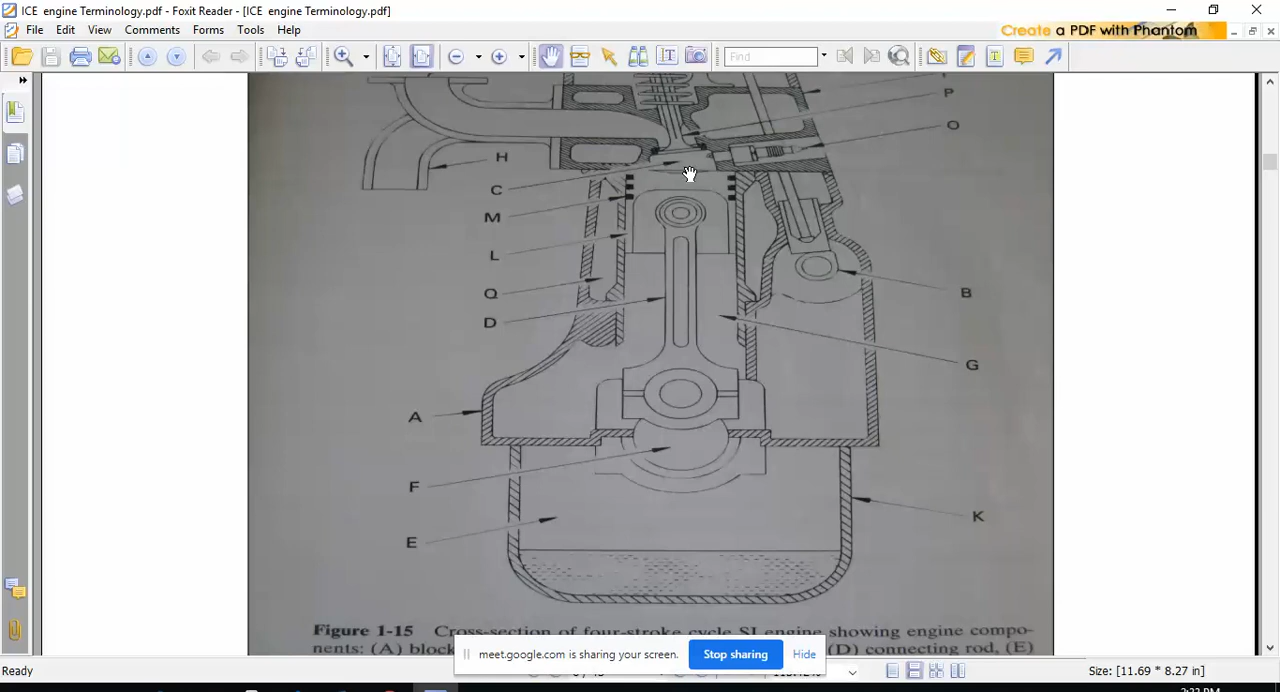 ICE engine Terminology.pdf - Foxit Reader - [ICE engine Terminology.pdf]
File Edit View Comments Forms Tools Help
Create a PDF with Phantom
Find
P
O
H
C
M
L
Q
B
D
G
A
F
K
E
Figure 1-15 Cross-section of four-stroke cycle SI engine showing engine compo-
nents: (A) block (D) connecting rod, (E)
meet.google.com is sharing your screen. Stop sharing Hide
Ready
Size: [11.69 * 8.27 in]